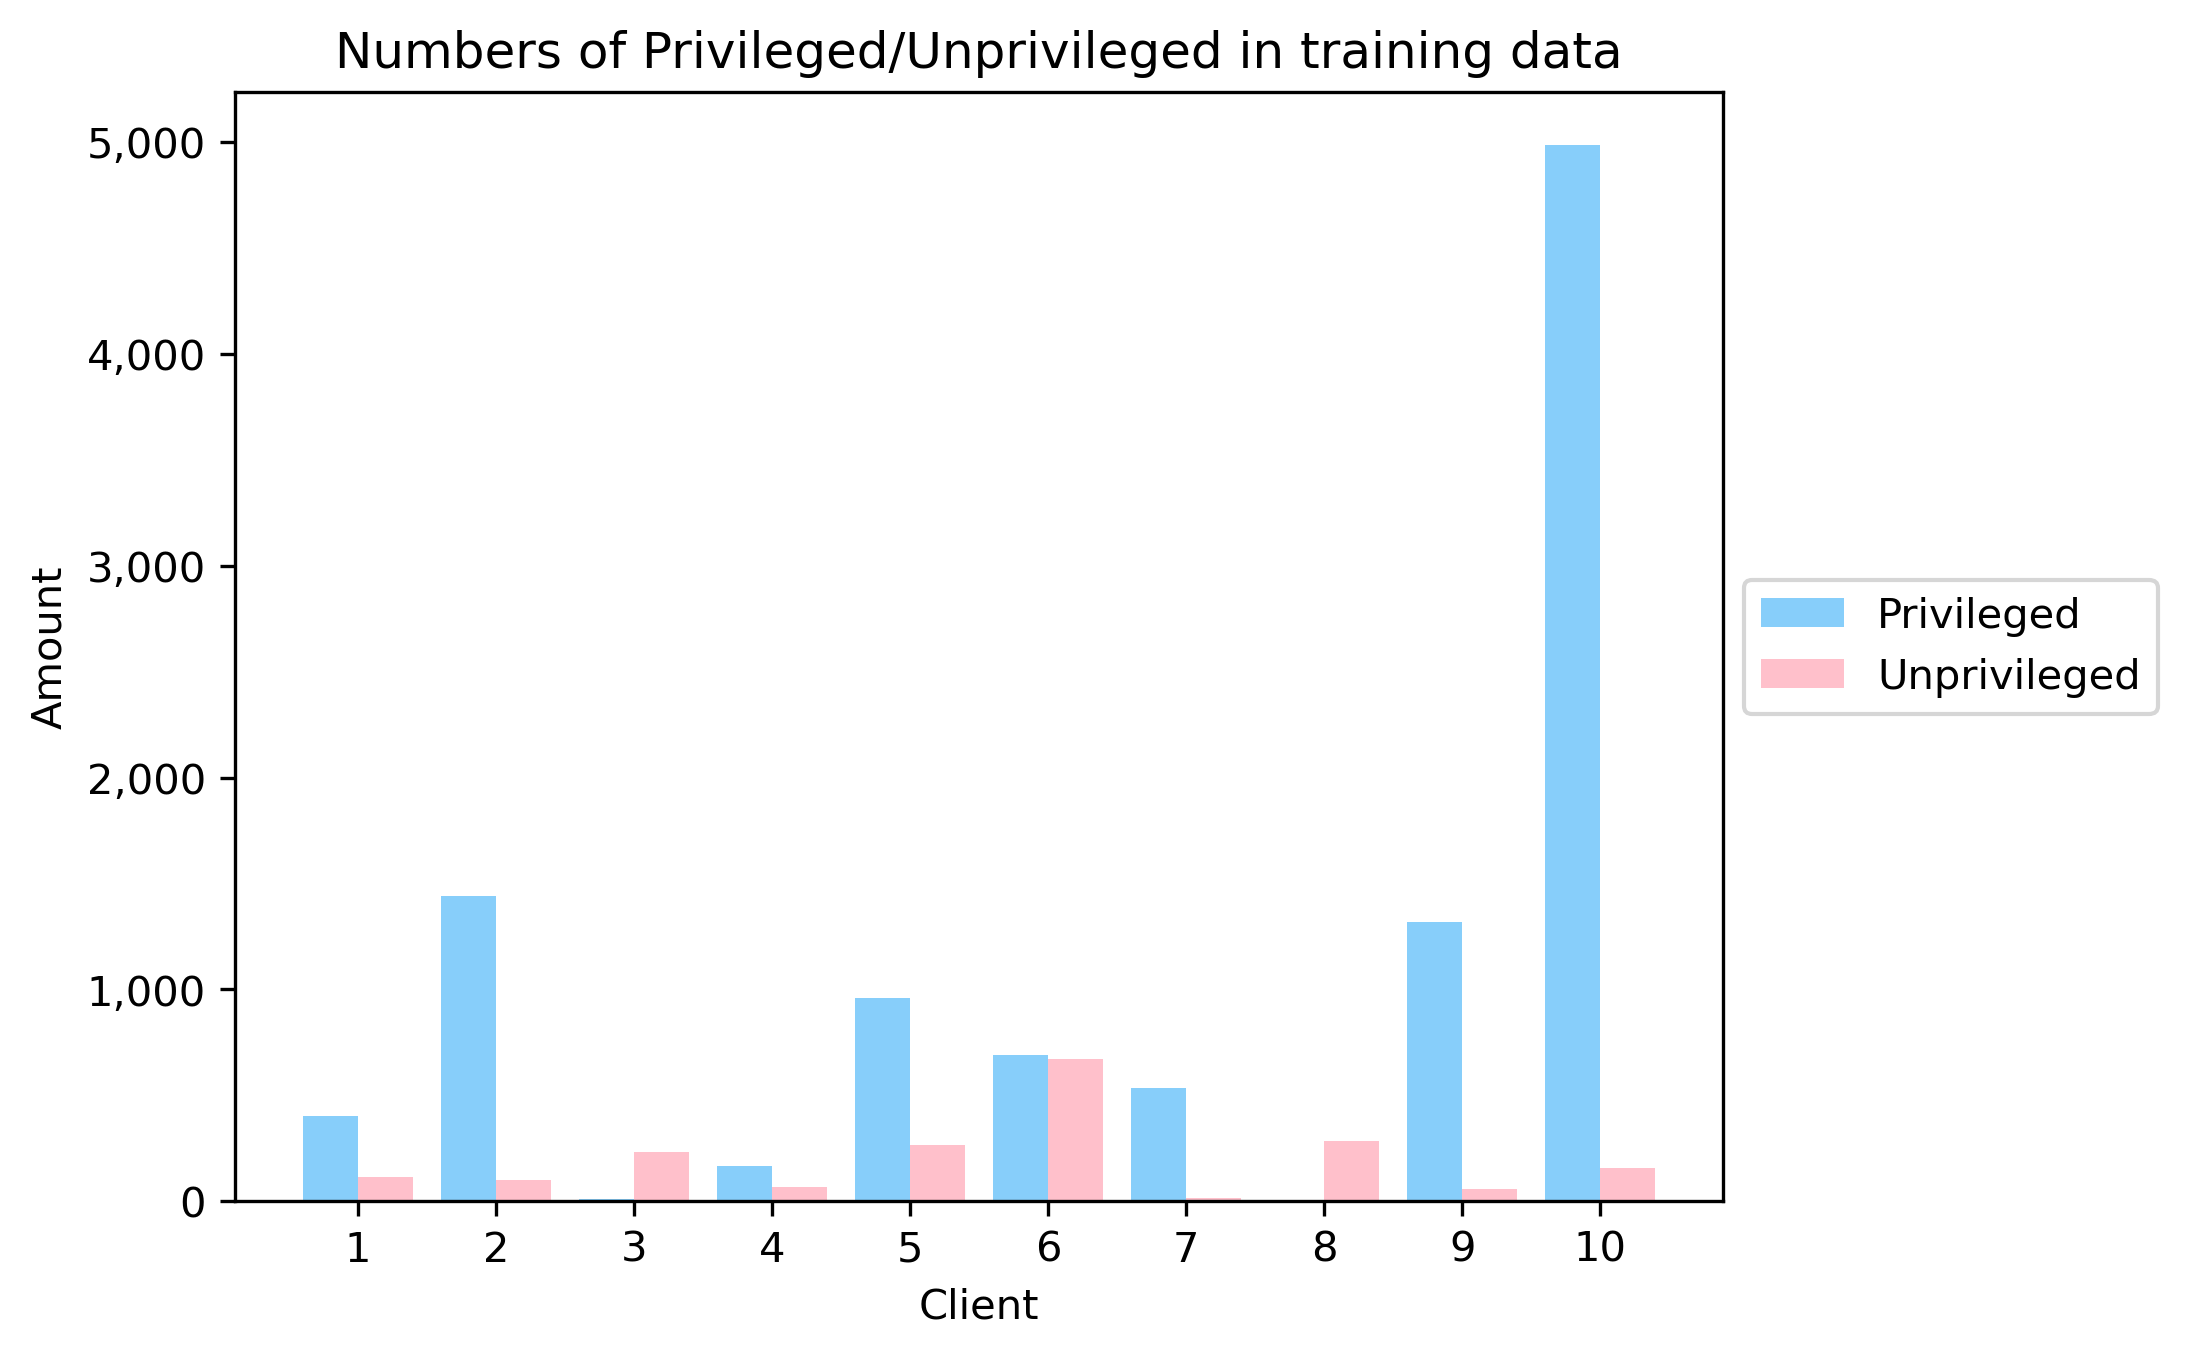 Numbers of Privileged/Unprivileged in training data
5,000
4,000
3,000
2,000
1,000
0
Amount
1 2 3 4 5 6 7 8 9 10
Client
Privileged
Unprivileged